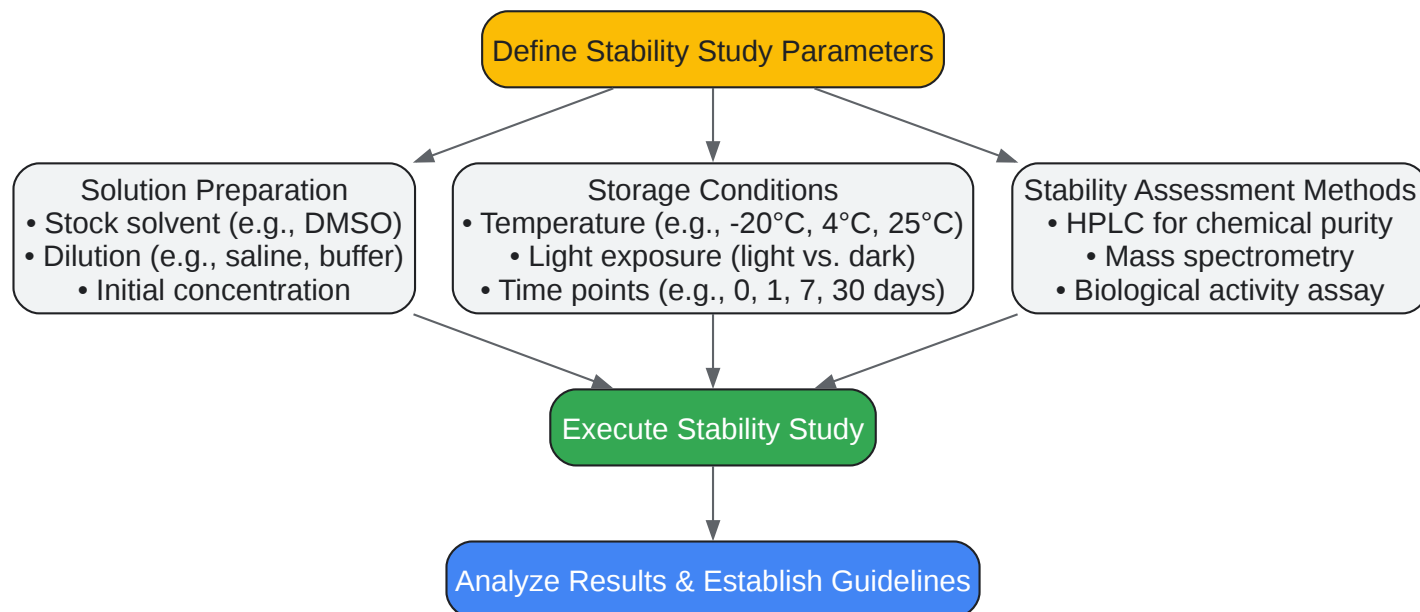 Define Stability Study Parameters
Solution Preparation
• Stock solvent (e.g., DMSO)
• Dilution (e.g., saline, buffer)
• Initial concentration
Storage Conditions
• Temperature (e.g., -20°C, 4°C, 25°C)
• Light exposure (light vs. dark)
• Time points (e.g., 0, 1, 7, 30 days)
Stability Assessment Methods
• HPLC for chemical purity
• Mass spectrometry
• Biological activity assay
Execute Stability Study
Analyze Results & Establish Guidelines